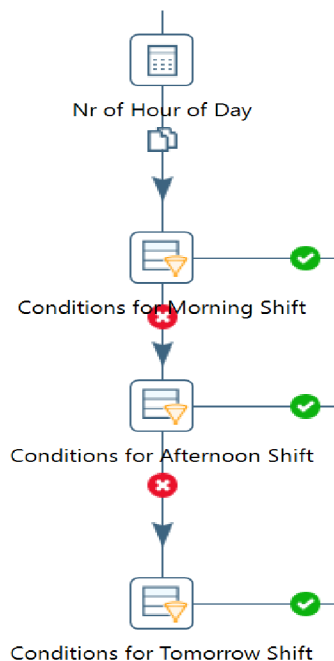 Nr of Hour of Day
Conditions for Morning Shift
Conditions for Afternoon Shift
Conditions for Tomorrow Shift